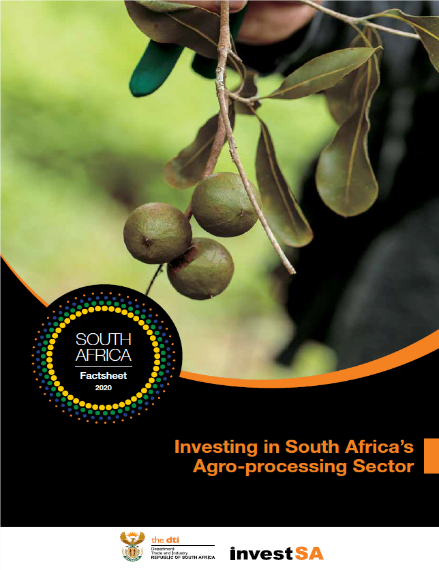 SOUTH
AFRICA
Factsheet
2020
Investing in South Africa's
Agro-processing Sector
the dti
Department:
Trade and Industry
REPUBLIC OF SOUTH AFRICA
investSA